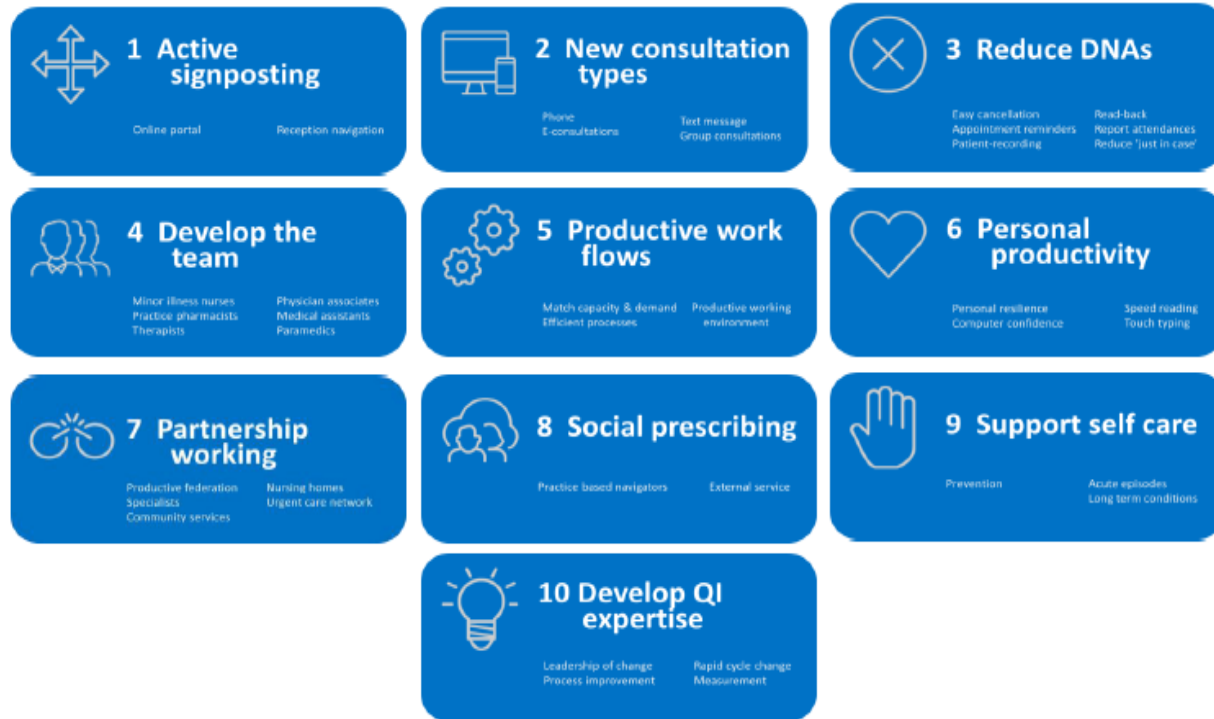 1 Active
signposting
Online portal
Reception navigation
2 New consultation
types
Phone
E-consultations
Text message
Group consultations
3 Reduce DNAs
Easy cancellation
Appointment reminders
Patient-recording
Read-back
Report attendances
Reduce 'just in case'
4 Develop the
team
Minor illness nurses
Practice pharmacists
Therapists
Physician associates
Medical assistants
Paramedics
5 Productive work
flows
Match capacity & demand
Efficient processes
Productive working
environment
6 Personal
productivity
Personal resilience
Computer confidence
Speed reading
Touch typing
7 Partnership
working
Productive federation
Specialists
Community services
Nursing homes
Urgent care network
8 Social prescribing
Practice based navigators
External service
9 Support self care
Prevention
Acute episodes
Long term conditions
10 Develop QI
expertise
Leadership of change
Process improvement
Rapid cycle change
Measurement